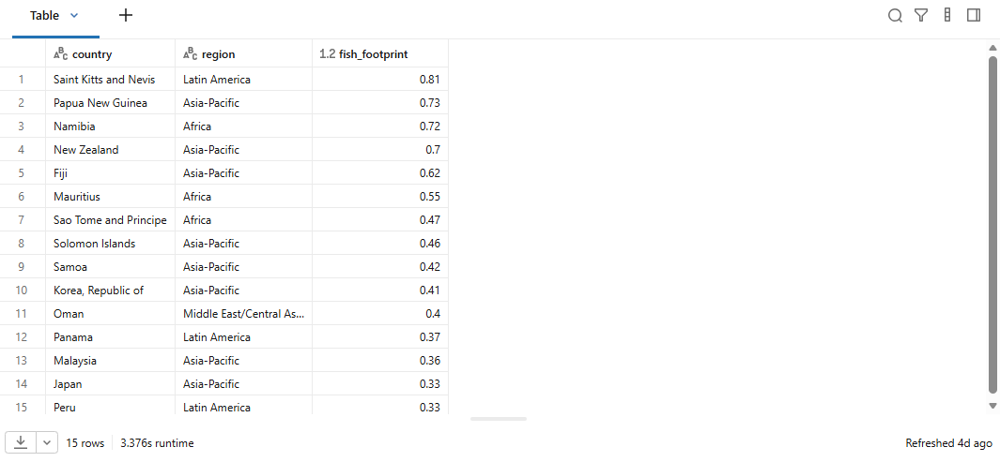 Table
country region 1.2 fish_footprint
1 Saint Kitts and Nevis Latin America 0.81
2 Papua New Guinea Asia-Pacific 0.73
3 Namibia Africa 0.72
4 New Zealand Asia-Pacific 0.7
5 Fiji Asia-Pacific 0.62
6 Mauritius Africa 0.55
7 Sao Tome and Principe Africa 0.47
8 Solomon Islands Asia-Pacific 0.46
9 Samoa Asia-Pacific 0.42
10 Korea, Republic of Asia-Pacific 0.41
11 Oman Middle East/Central As... 0.4
12 Panama Latin America 0.37
13 Malaysia Asia-Pacific 0.36
14 Japan Asia-Pacific 0.33
15 Peru Latin America 0.33
15 rows 3.376s runtime Refreshed 4d ago